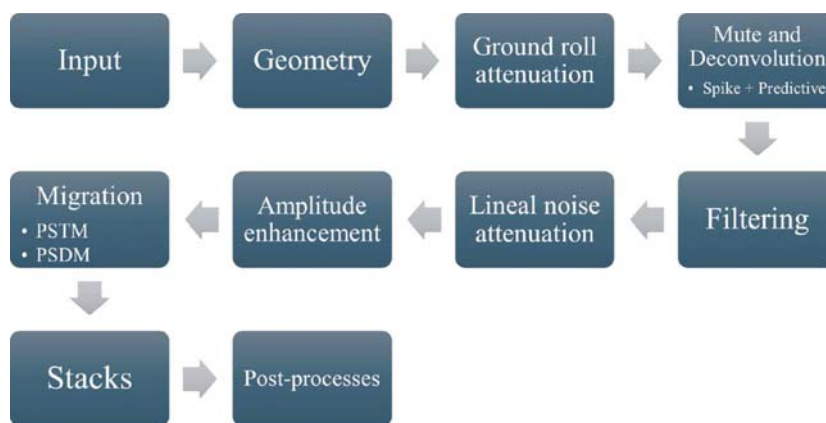 Input
Geometry
Ground roll
attenuation
Mute and
Deconvolution
• Spike + Predictive
Filtering
Lineal noise
attenuation
Amplitude
enhancement
Migration
• PSTM
• PSDM
Stacks
Post-processes